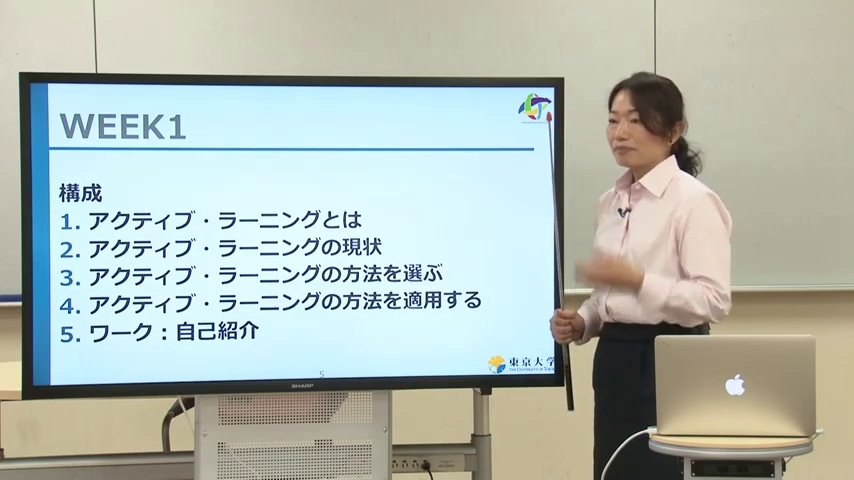 WEEK1
構成
1. アクティブ・ラーニングとは
2. アクティブ・ラーニングの現状
3. アクティブ・ラーニングの方法を選ぶ
4. アクティブ・ラーニングの方法を適用する
5. ワーク：自己紹介
5
東京大学
SHARP